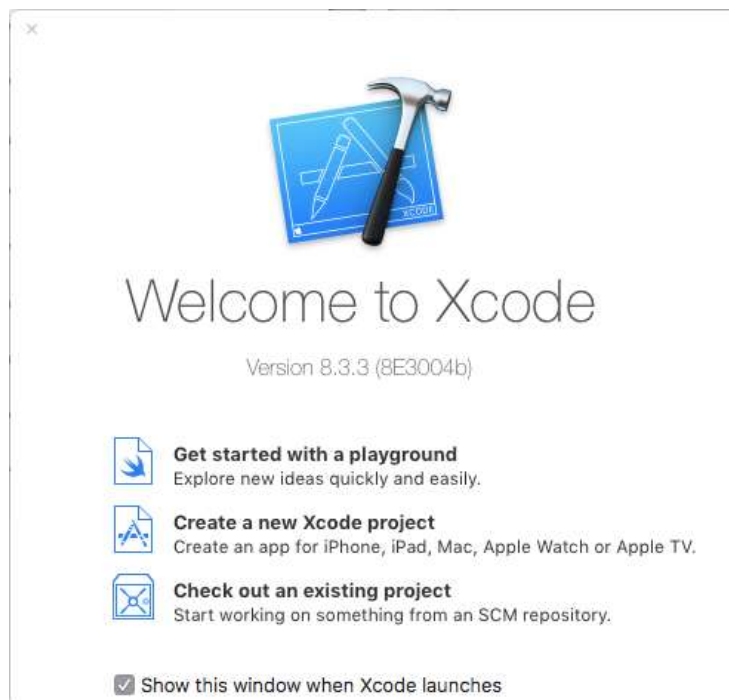 XCODE
Welcome to Xcode
Version 8.3.3 (8E3004b)
Get started with a playground
Explore new ideas quickly and easily.
Create a new Xcode project
Create an app for iPhone, iPad, Mac, Apple Watch or Apple TV.
Check out an existing project
Start working on something from an SCM repository.
Show this window when Xcode launches